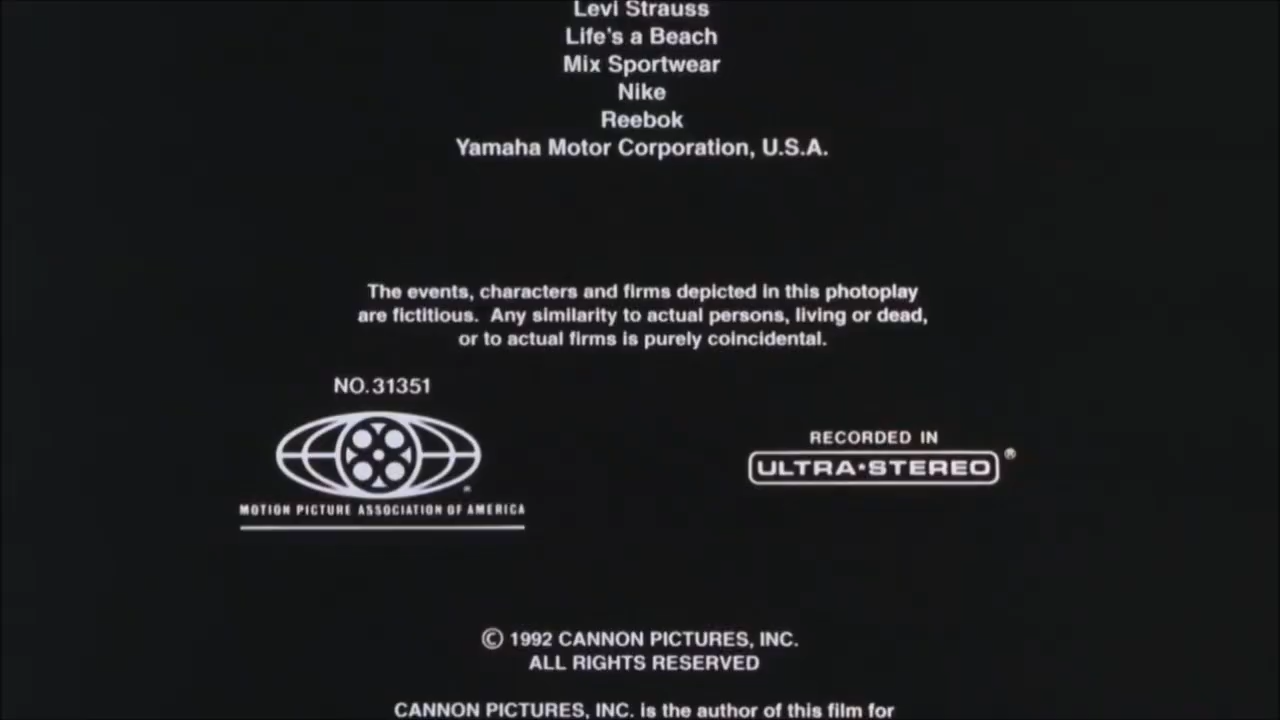 Levi Strauss
Life's a Beach
Mix Sportwear
Nike
Reebok
Yamaha Motor Corporation, U.S.A.
The events, characters and firms depicted in this photoplay
are fictitious. Any similarity to actual persons, living or dead,
or to actual firms is purely coincidental.
NO. 31351
MOTION PICTURE ASSOCIATION OF AMERICA
RECORDED IN
ULTRA•STEREO®
© 1992 CANNON PICTURES, INC.
ALL RIGHTS RESERVED
CANNON PICTURES, INC. is the author of this film for